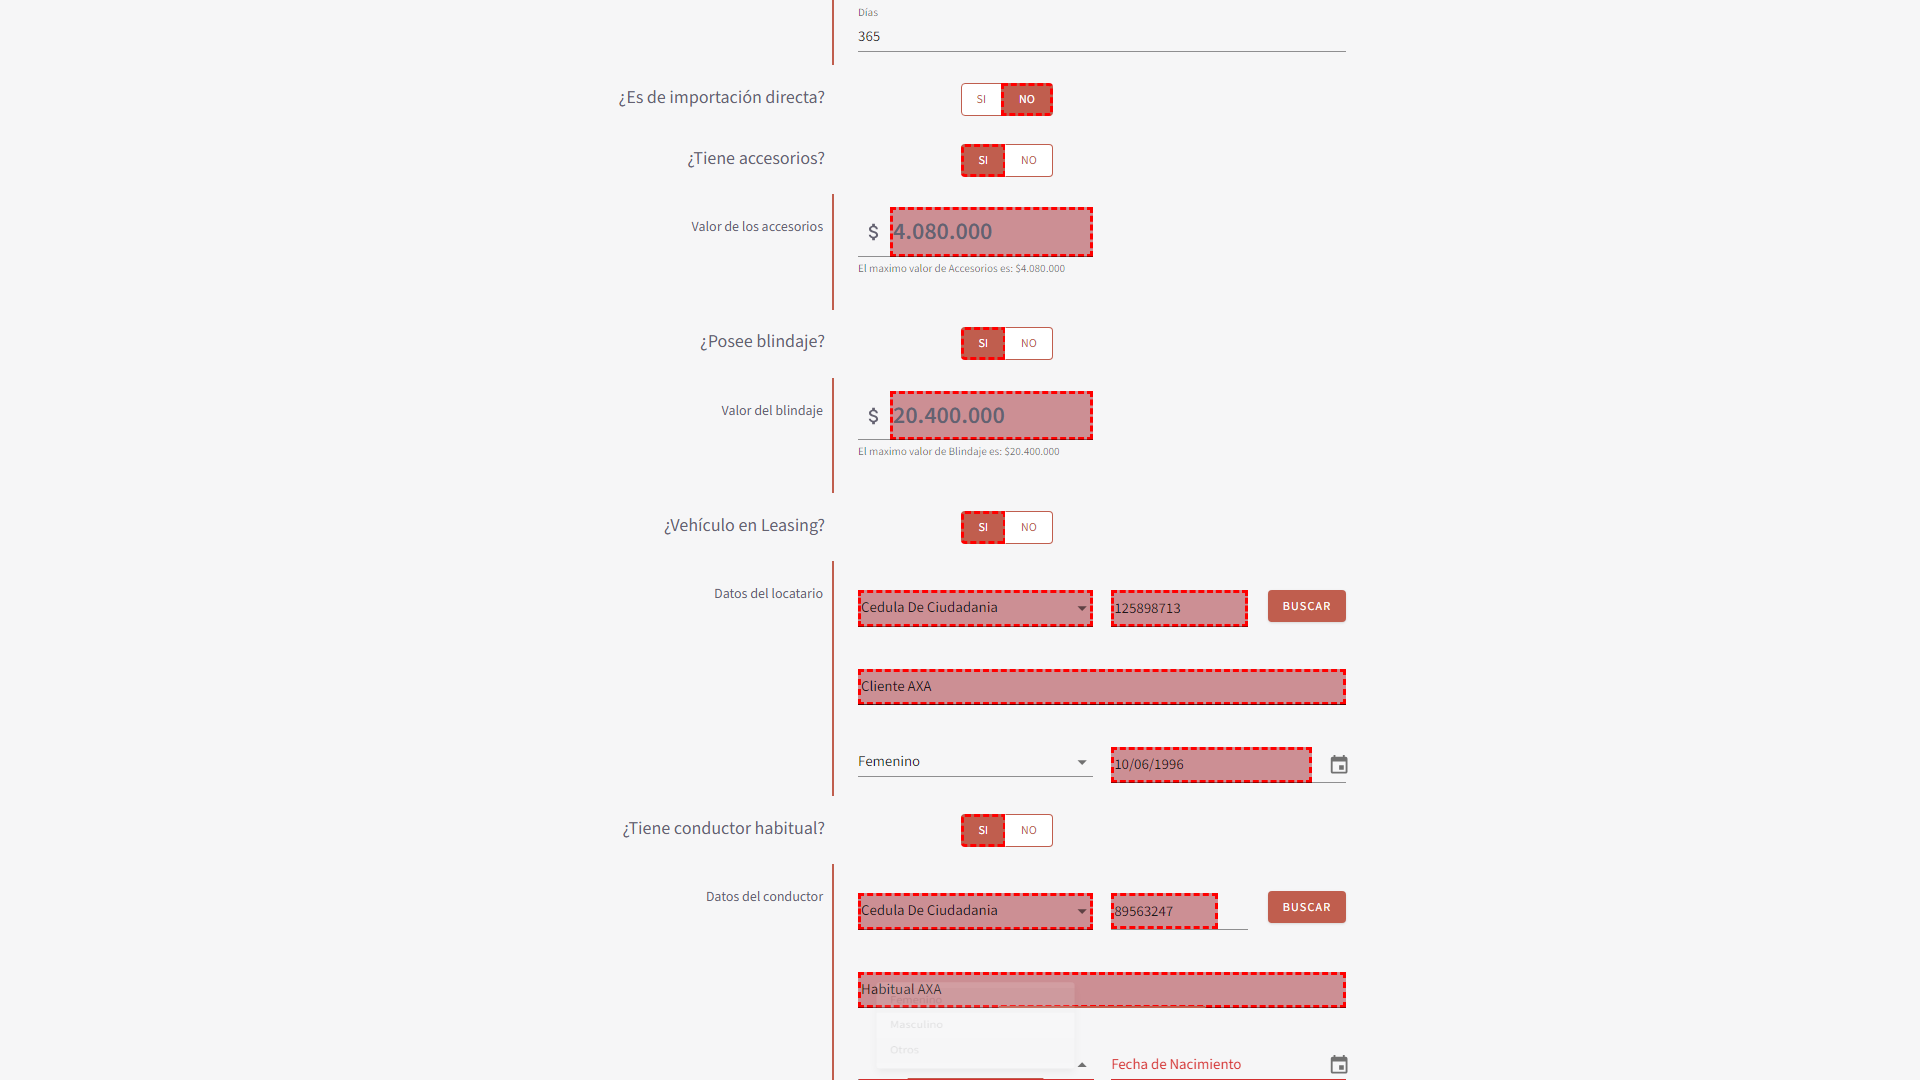 Días
365
¿Es de importación directa?
SI NO
¿Tiene accesorios?
SI NO
Valor de los accesorios
$ 4.080.000
El maximo valor de Accesorios es: $4.080.000
¿Posee blindaje?
SI NO
Valor del blindaje
$ 20.400.000
El maximo valor de Blindaje es: $20.400.000
¿Vehículo en Leasing?
SI NO
Datos del locatario
Cedula De Ciudadania 125898713 BUSCAR
Cliente AXA
Femenino 10/06/1996
¿Tiene conductor habitual?
SI NO
Datos del conductor
Cedula De Ciudadania 89563247 BUSCAR
Habitual AXA
Femenino
Masculino
Otros
Fecha de Nacimiento